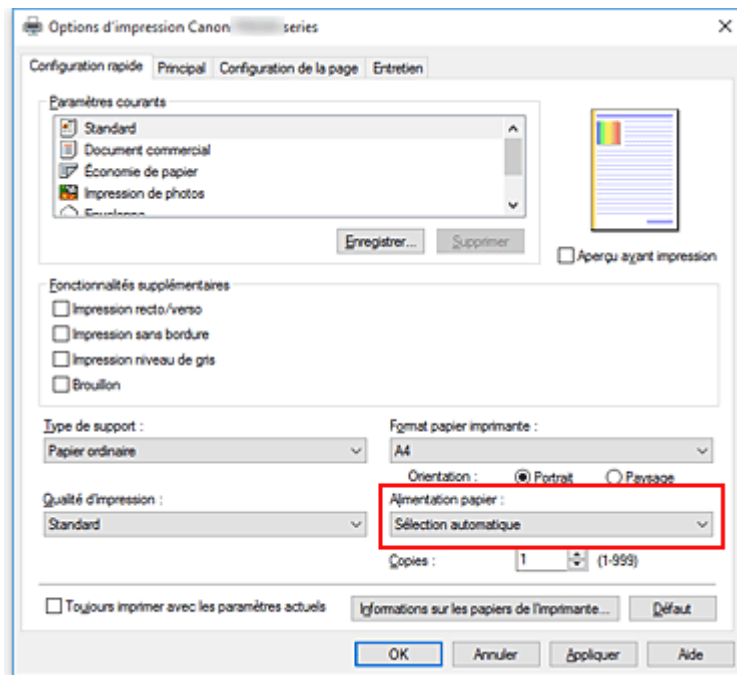 Options d'impression Canon series
Configuration rapide Principal Configuration de la page Entretien
Paramètres courants
Standard
Document commercial
Économie de papier
Impression de photos
Enregistrer... Supprimer
Aperçu avant impression
Fonctionnalités supplémentaires
Impression recto/verso
Impression sans bordure
Impression niveau de gris
Brouillon
Type de support : Format papier imprimante :
Papier ordinaire A4
Orientation : Portrait Paysage
Qualité d'impression : Alimentation papier :
Standard Sélection automatique
Copies : 1 (1-999)
Toujours imprimer avec les paramètres actuels Informations sur les papiers de l'imprimante... Défaut
OK Annuler Appliquer Aide